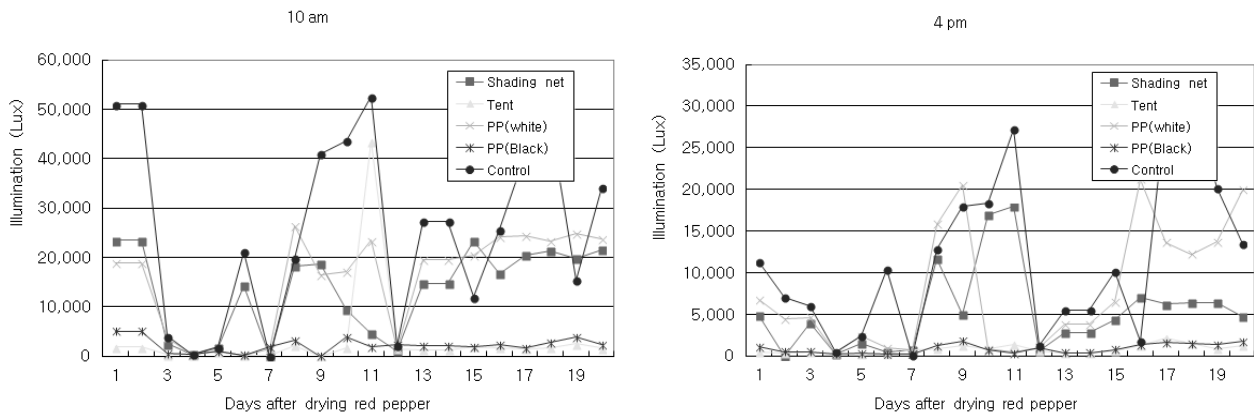 10 am
60,000
50,000
40,000
30,000
20,000
10,000
0
Illumination (Lux)
Shading net
Tent
PP(white)
PP(Black)
Control
1 3 5 7 9 11 13 15 17 19
Days after drying red pepper
4 pm
35,000
30,000
25,000
20,000
15,000
10,000
5,000
0
Illumination (Lux)
Shading net
Tent
PP(white)
PP(Black)
Control
1 3 5 7 9 11 13 15 17 19
Days after drying red pepper